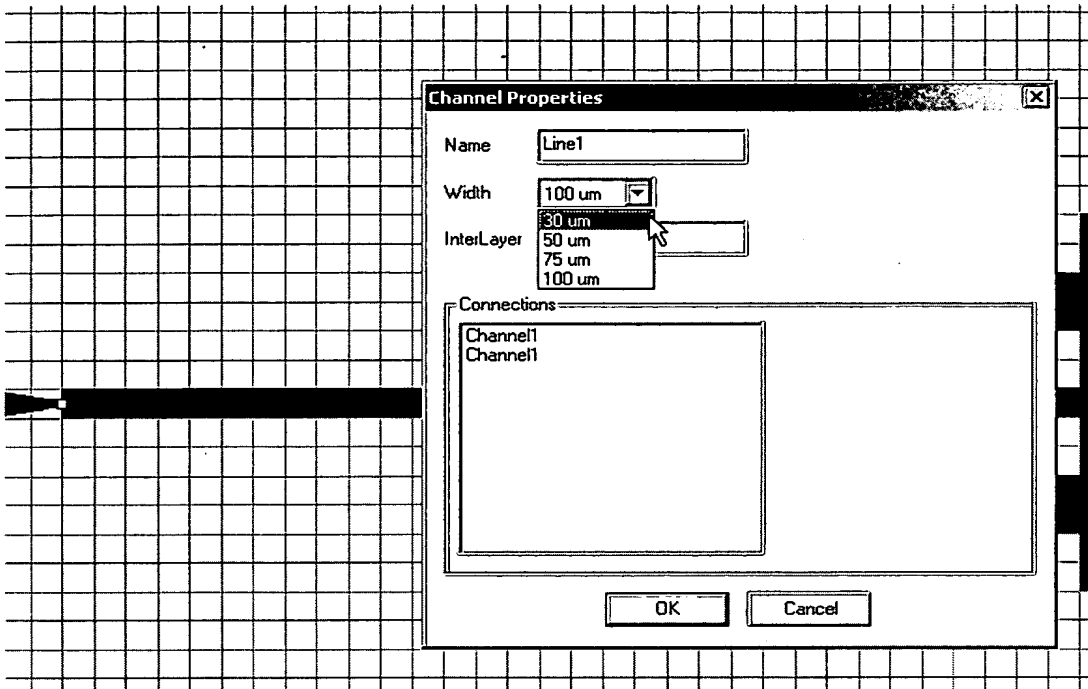 Channel Properties
Name
Line1
Width
100 um
30 um
InterLayer
50 um
75 um
100 um
Connections
Channel1
Channel1
OK
Cancel